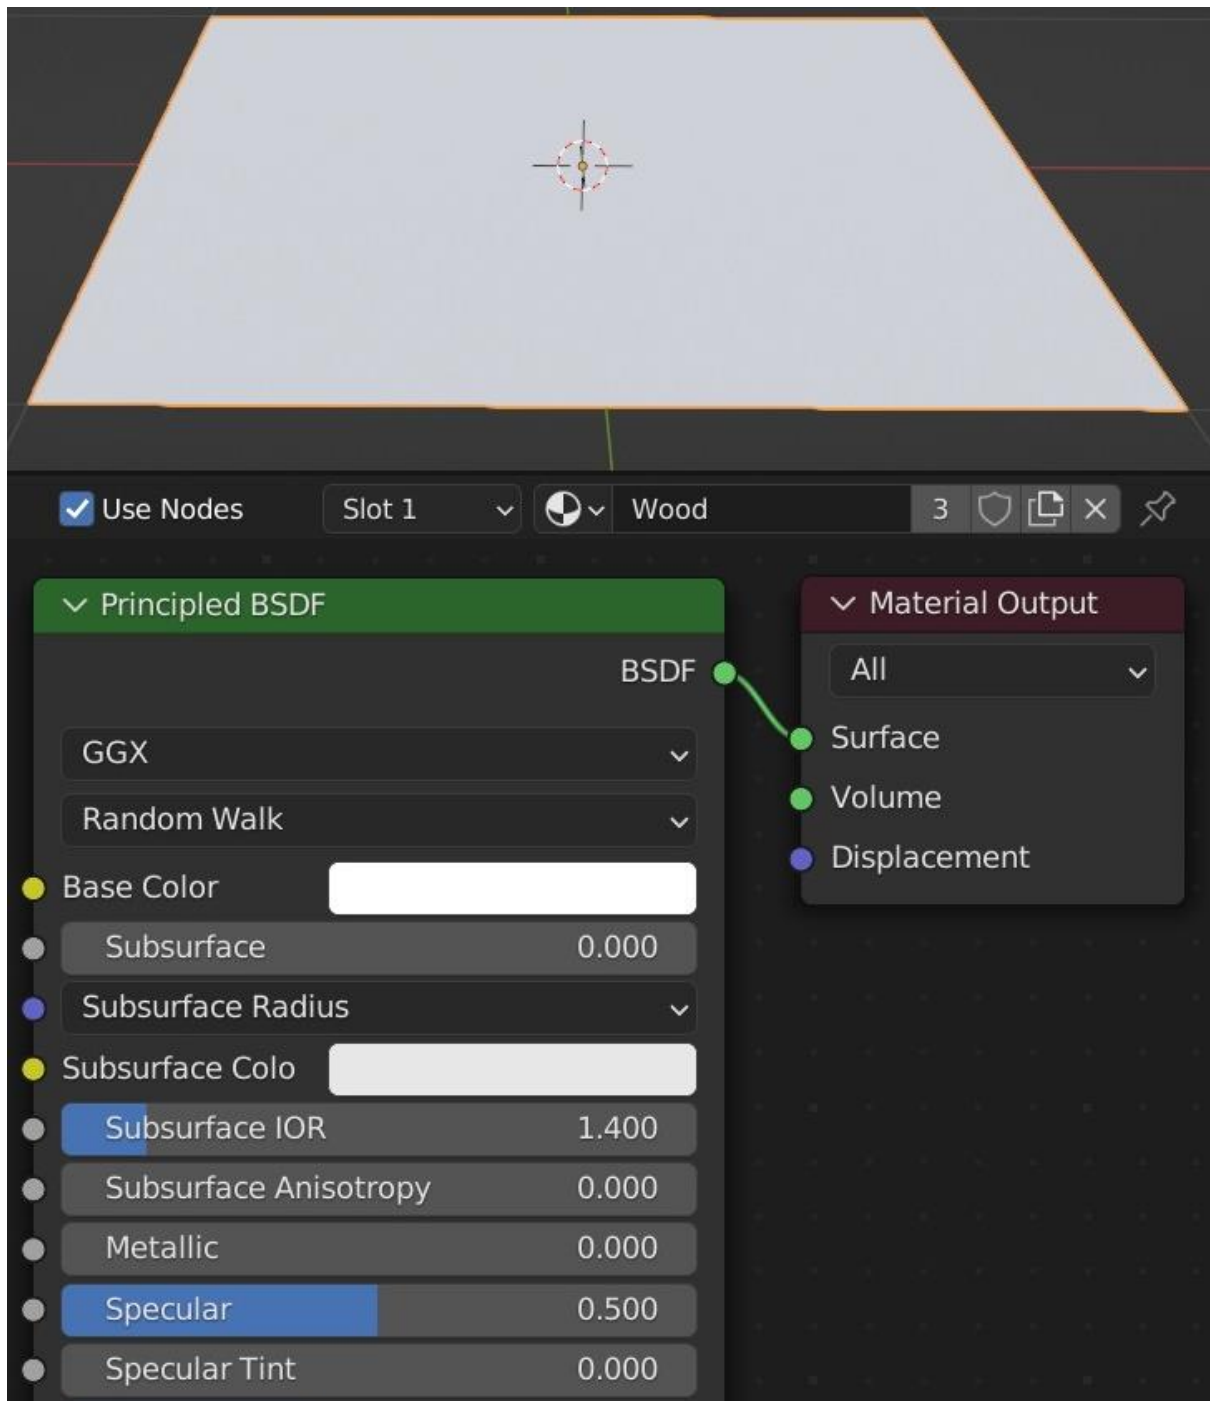 Use Nodes Slot 1 Wood 3
Principled BSDF
BSDF
GGX
Random Walk
Base Color
Subsurface 0.000
Subsurface Radius
Subsurface Colo
Subsurface IOR 1.400
Subsurface Anisotropy 0.000
Metallic 0.000
Specular 0.500
Specular Tint 0.000
Material Output
All
Surface
Volume
Displacement